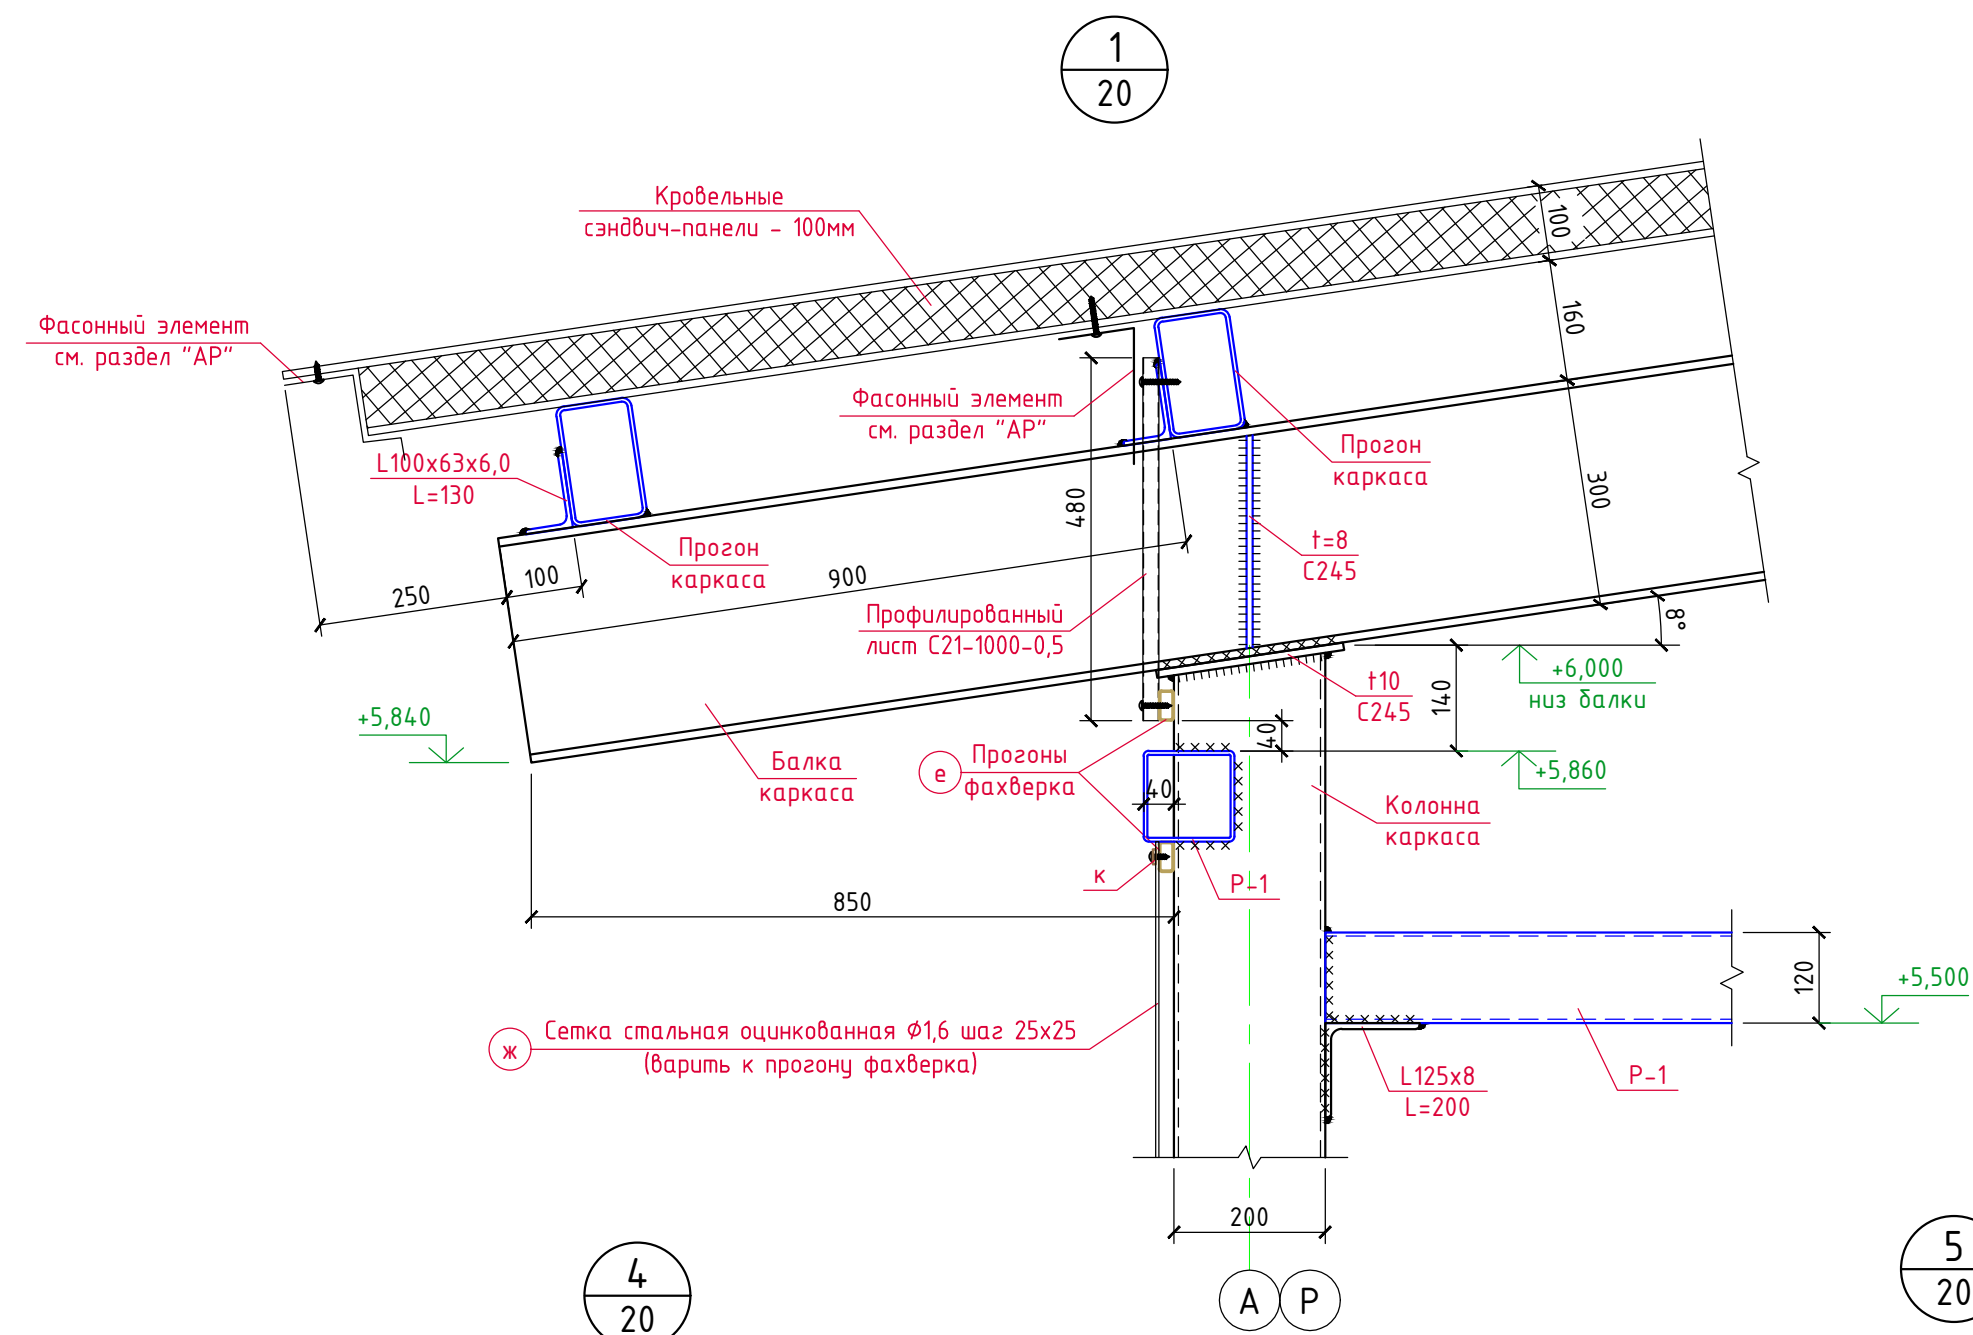 1
20
Кровельные
сэндвич-панели - 100мм
Фасонный элемент
см. раздел "АР"
100
160
300
Фасонный элемент
см. раздел "АР"
Прогон
каркаса
L100x63x6,0
L=130
480
t=8
С245
Прогон
каркаса
250
100
900
Профилированный
лист С21-1000-0,5
8°
+6,000
низ балки
t10
С245
140
+5,840
40
Балка
каркаса
е
Прогоны
фахверка
+5,860
40
Колонна
каркаса
к
Р-1
850
120
+5,500
ж
Сетка стальная оцинкованная Ø1,6 шаг 25x25
(варить к прогону фахверка)
L125x8
L=200
Р-1
200
4
20
А
Р
5
20